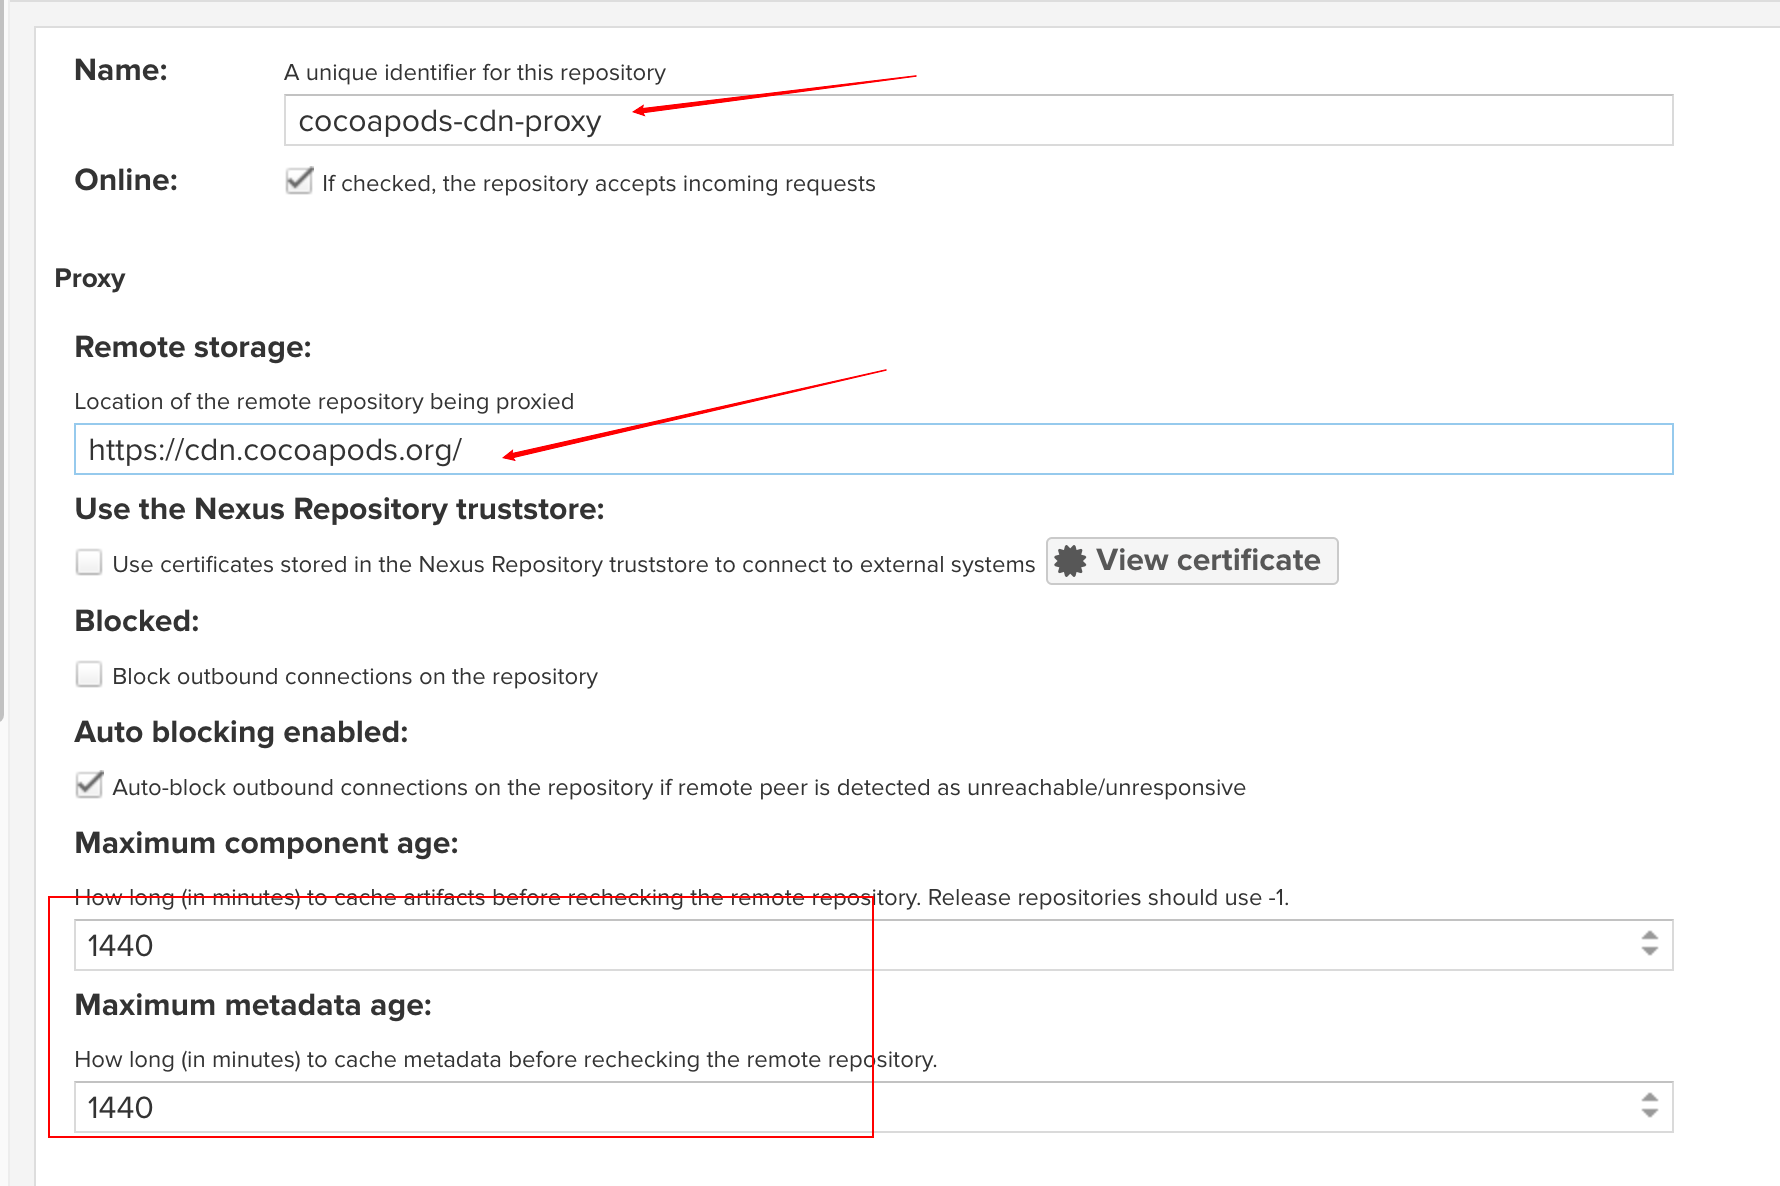 Name:
A unique identifier for this repository
cocoapods-cdn-proxy
Online:
If checked, the repository accepts incoming requests
Proxy
Remote storage:
Location of the remote repository being proxied
https://cdn.cocoapods.org/
Use the Nexus Repository truststore:
Use certificates stored in the Nexus Repository truststore to connect to external systems
View certificate
Blocked:
Block outbound connections on the repository
Auto blocking enabled:
Auto-block outbound connections on the repository if remote peer is detected as unreachable/unresponsive
Maximum component age:
How long (in minutes) to cache artifacts before rechecking the remote repository. Release repositories should use -1.
1440
Maximum metadata age:
How long (in minutes) to cache metadata before rechecking the remote repository.
1440